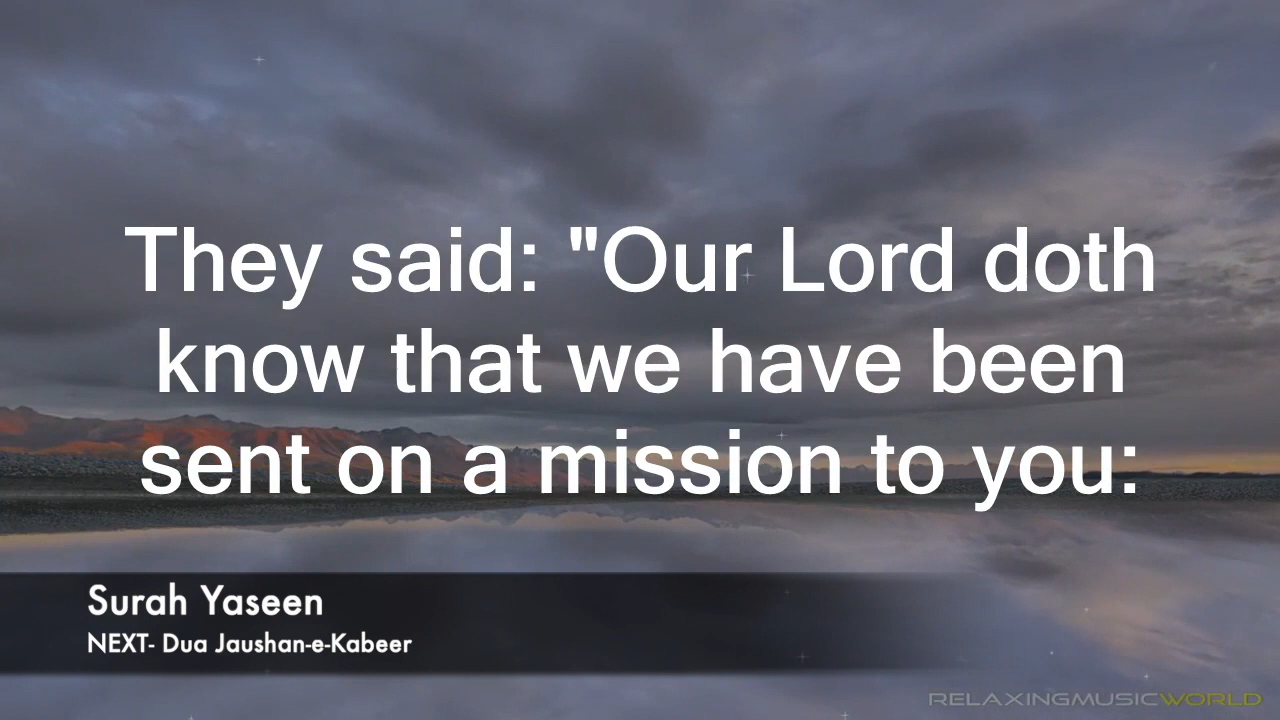 They said: "Our Lord doth
know that we have been
sent on a mission to you:
Surah Yaseen
NEXT- Dua Jaushan-e-Kabeer
RELAXINGMUSICWORLD